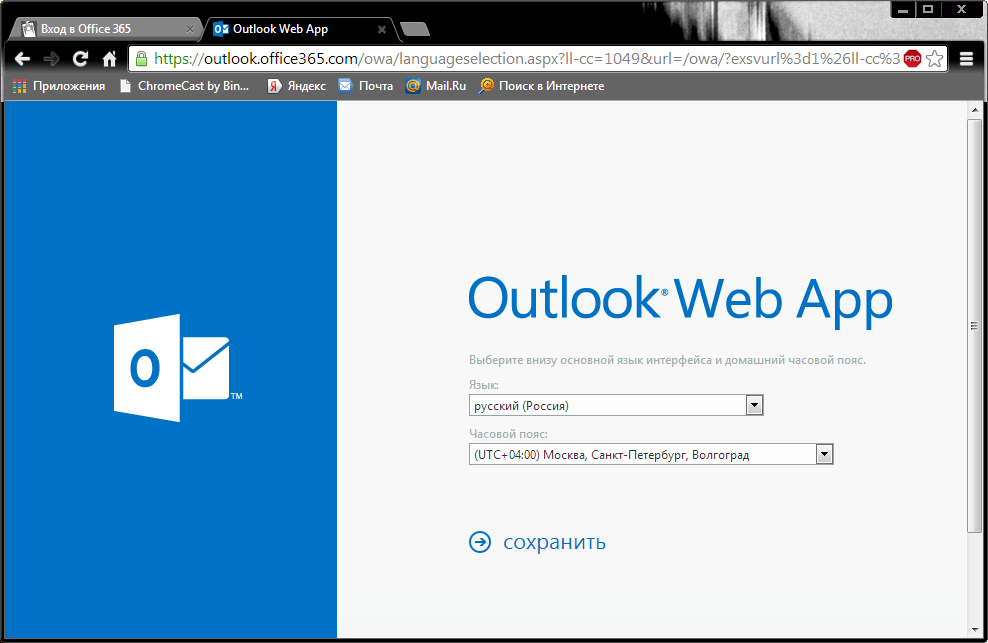 Вход в Office 365
Outlook Web App
https://outlook.office365.com/owa/languageselection.aspx?ll-cc=1049&url=/owa/?exsvurl%3d1%26ll-cc%3
PRO
Приложения
ChromeCast by Bin...
Яндекс
Почта
Mail.Ru
Поиск в Интернете
Outlook® Web App
Выберите внизу основной язык интерфейса и домашний часовой пояс.
Язык:
русский (Россия)
Часовой пояс:
(UTC+04:00) Москва, Санкт-Петербург, Волгоград
сохранить
O
TM